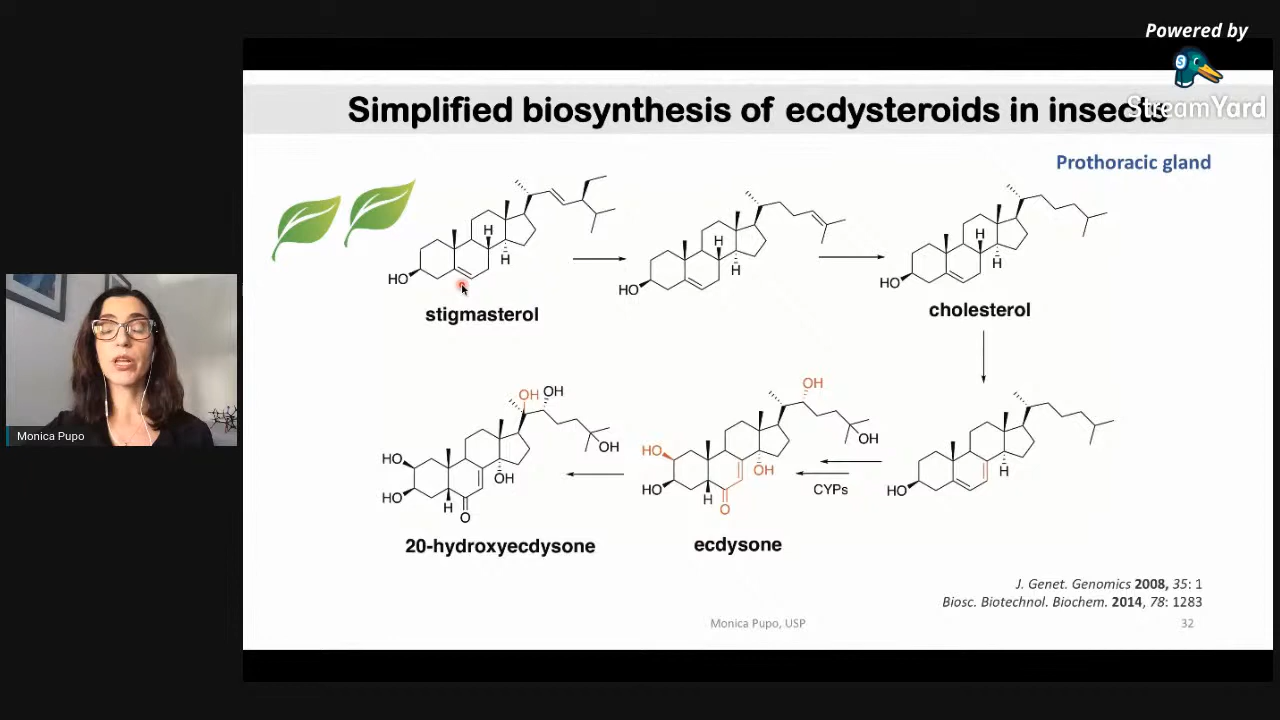 Powered by
StreamYard
Simplified biosynthesis of ecdysteroids in insects
Prothoracic gland
HO
H
H
stigmasterol
HO
H
H
HO
H
H
cholesterol
HO
H
OH
HO
HO
OH
H
O
CYPs
ecdysone
OH
OH
OH
HO
HO
OH
H
O
20-hydroxyecdysone
OH
J. Genet. Genomics 2008, 35: 1
Biosc. Biotechnol. Biochem. 2014, 78: 1283
Monica Pupo, USP
32
Monica Pupo